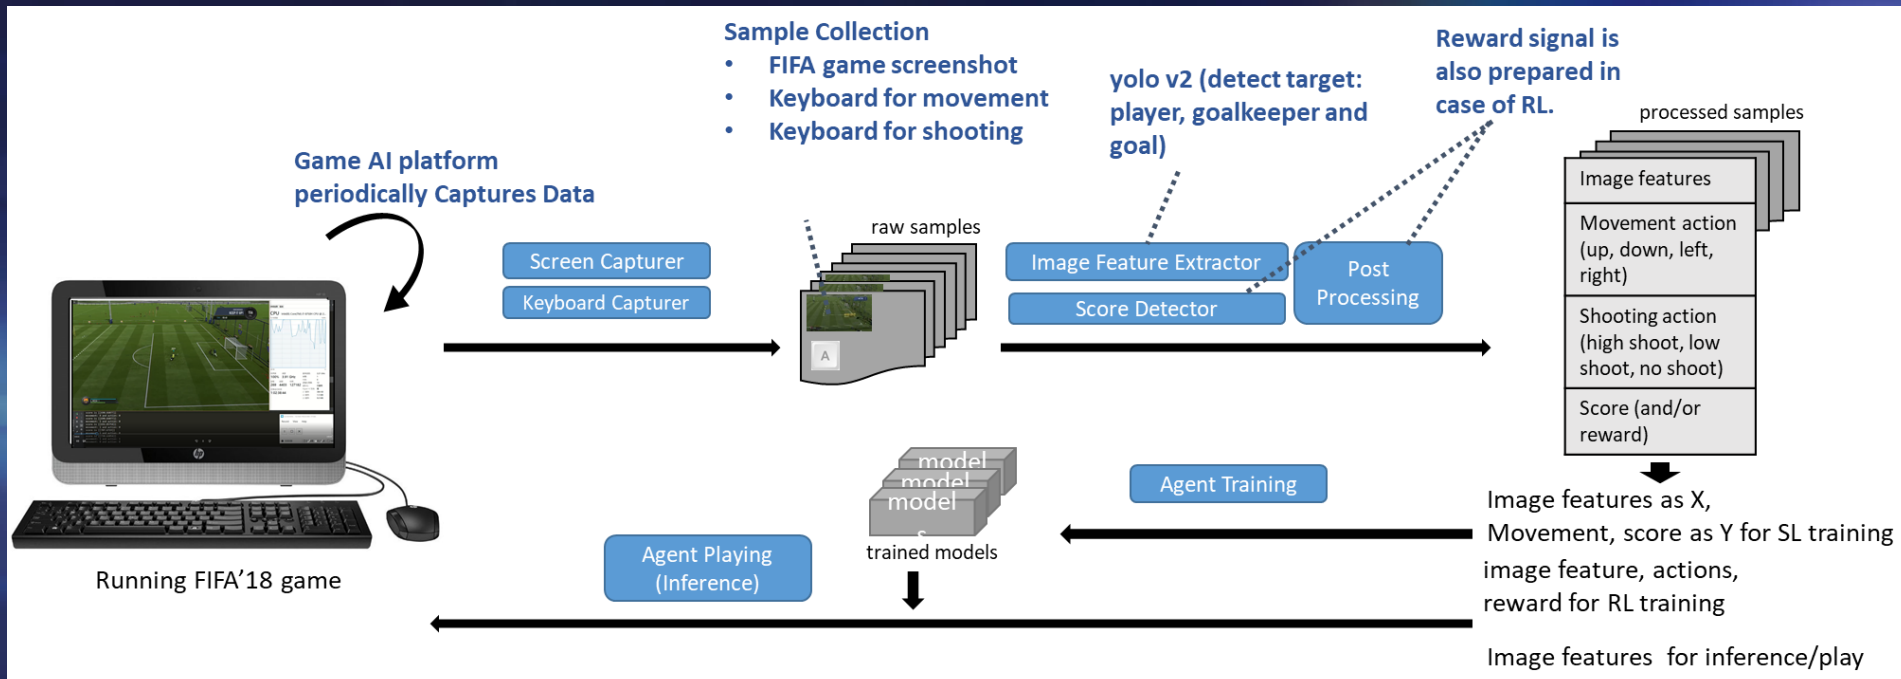 Sample Collection
• FIFA game screenshot
• Keyboard for movement
• Keyboard for shooting
yolo v2 (detect target:
player, goalkeeper and
goal)
Reward signal is
also prepared in
case of RL.
processed samples
Game AI platform
periodically Captures Data
raw samples
Screen Capturer
Keyboard Capturer
Image Feature Extractor
Score Detector
Post
Processing
Image features
Movement action
(up, down, left,
right)
Shooting action
(high shoot, low
shoot, no shoot)
Score (and/or
reward)
A
hp
CPU
model
model
model
s
trained models
Agent Training
Image features as X,
Movement, score as Y for SL training
image feature, actions,
reward for RL training
Agent Playing
(Inference)
Running FIFA’18 game
Image features for inference/play